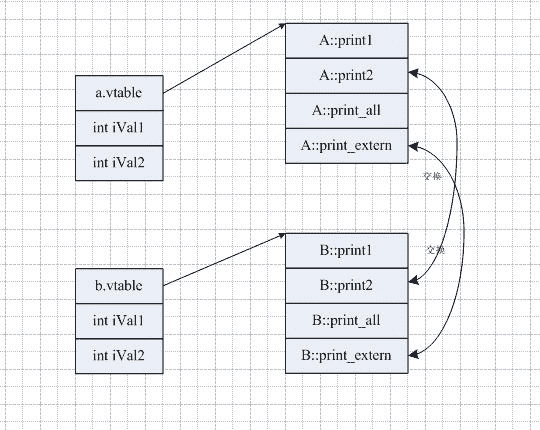 A::print1
A::print2
A::print_all
A::print_extern
a.vtable
int iVal1
int iVal2
交换
交换
B::print1
B::print2
B::print_all
B::print_extern
b.vtable
int iVal1
int iVal2